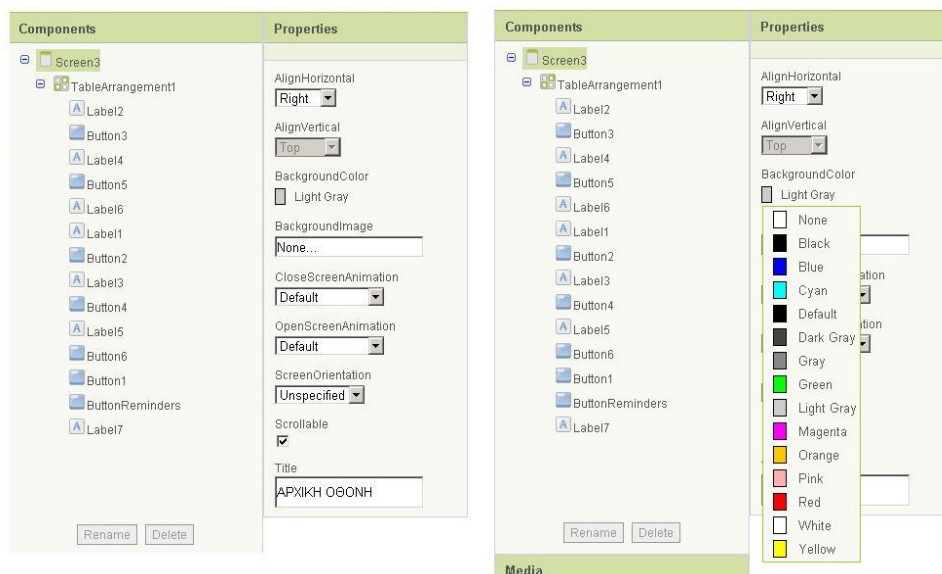 Components
Screen3
TableArrangement1
Label2
Button3
Label4
Button5
Label6
Label1
Button2
Label3
Button4
Label5
Button6
Button1
ButtonReminders
Label7
Rename Delete
Properties
AlignHorizontal
Right
AlignVertical
Top
BackgroundColor
Light Gray
BackgroundImage
None...
CloseScreenAnimation
Default
OpenScreenAnimation
Default
ScreenOrientation
Unspecified
Scrollable
Title
ΑΡΧΙΚΗ ΟΘΟΝΗ
Components
Screen3
TableArrangement1
Label2
Button3
Label4
Button5
Label6
Label1
Button2
Label3
Button4
Label5
Button6
Button1
ButtonReminders
Label7
Rename Delete
Media
Properties
AlignHorizontal
Right
AlignVertical
Top
BackgroundColor
Light Gray
None
Black
Blue
Cyan
Default
Dark Gray
Gray
Green
Light Gray
Magenta
Orange
Pink
Red
White
Yellow